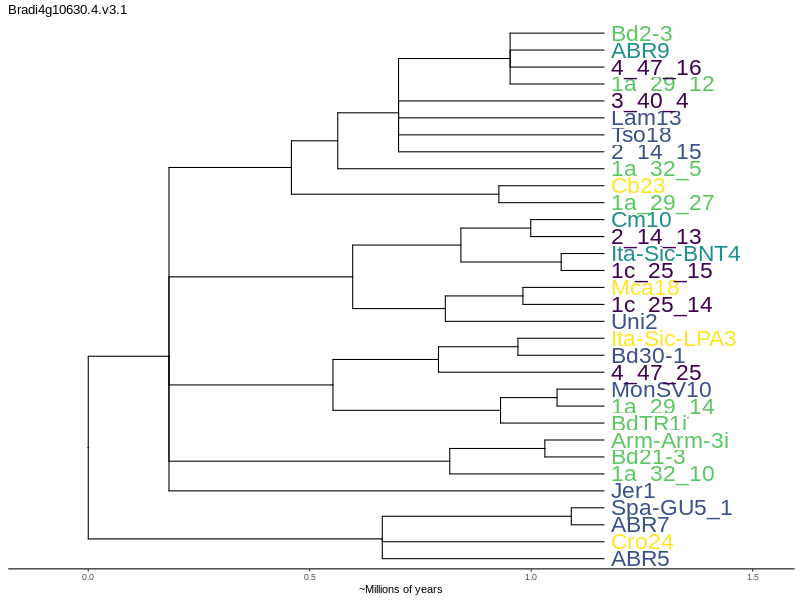 Bradi4g10630.4.v3.1
Bd2-3
ABR9
4_47_16
1a_29_12
3_40_4
Lam13
Tso18
2_14_15
1a_32_5
Cb23
1a_29_27
Cm10
2_14_13
Ita-Sic-BNT4
1c_25_15
Mca18
1c_25_14
Uni2
Ita-Sic-LPA3
Bd30-1
4_47_25
MonSV10
1a_29_14
BdTR1i
Arm-Arm-3i
Bd21-3
1a_32_10
Jer1
Spa-GU5_1
ABR7
Cro24
ABR5
0.0 0.5 1.0 1.5
~Millions of years